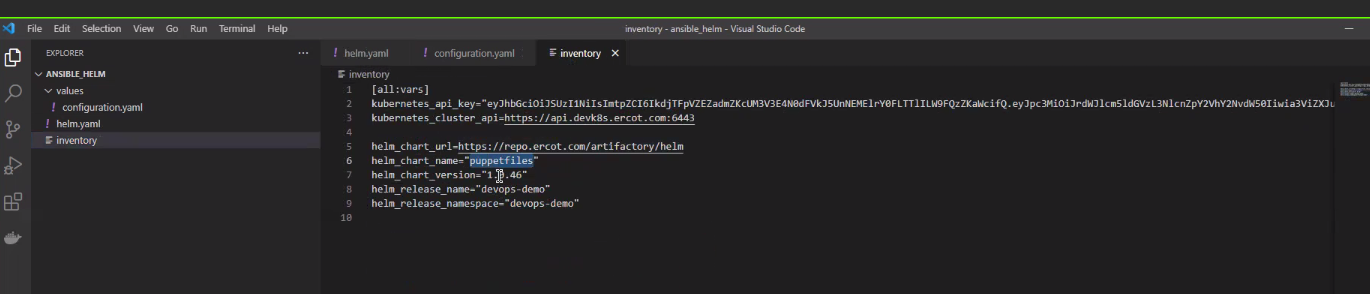 File Edit Selection View Go Run Terminal Help
inventory - ansible_helm - Visual Studio Code
EXPLORER
helm.yaml configuration.yaml inventory
ANSIBLE_HELM
values
configuration.yaml
helm.yaml
inventory
inventory
1 [all:vars]
2
3 kubernetes_cluster_api=https://api.devk8s.ercot.com:6443
4
5 helm_chart_url=https://repo.ercot.com/artifactory/helm
6 helm_chart_name="puppetfiles"
7 helm_chart_version="1.0.46"
8 helm_release_name="devops-demo"
9 helm_release_namespace="devops-demo"
10